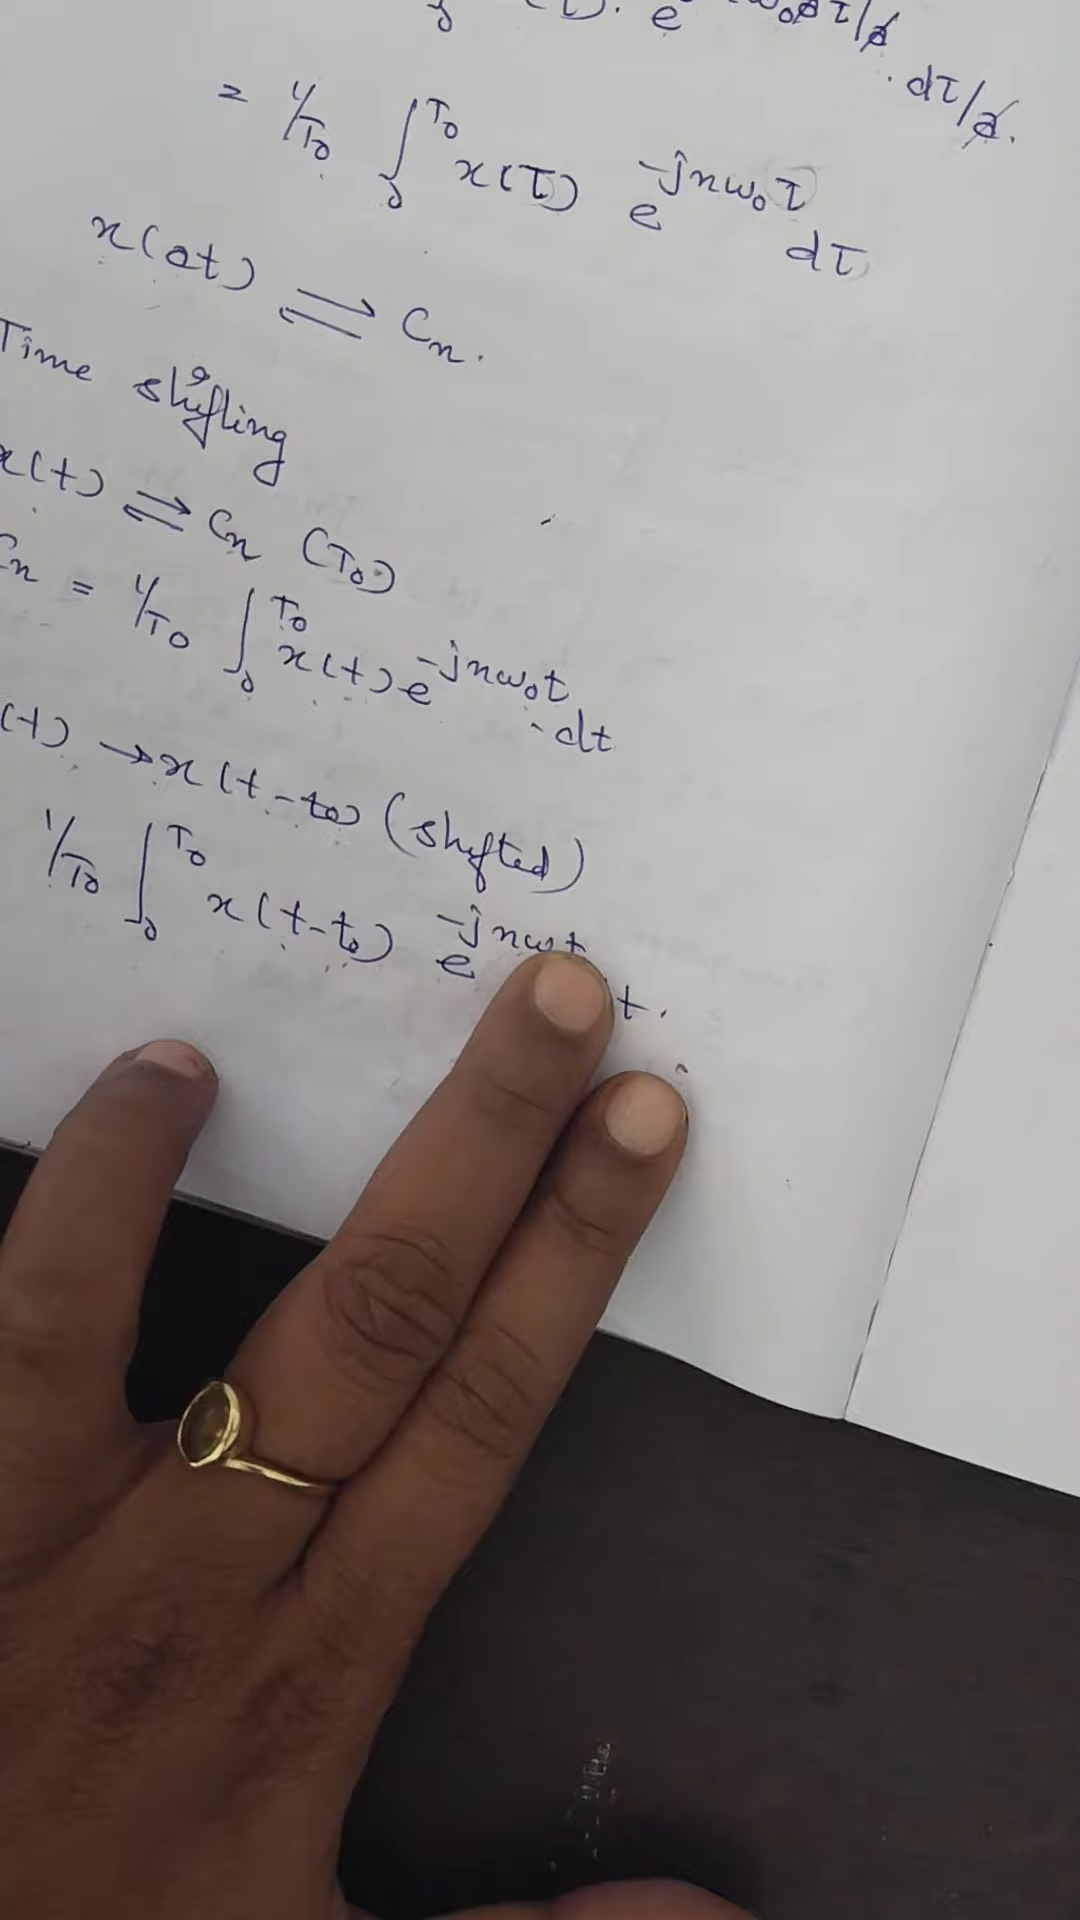 e^-jnω₀aτ/a . dτ/a.
= 1/T₀ ∫₀^T₀ x(τ) e^-jnω₀τ dτ
x(at) ⇌ Cn.
Time shifting
x(t) ⇌ Cn (T₀)
Cn = 1/T₀ ∫₀^T₀ x(t) e^-jnω₀t . dt
(t) → x(t-t₀) (shifted)
1/T₀ ∫₀^T₀ x(t-t₀) e^-jnω t.